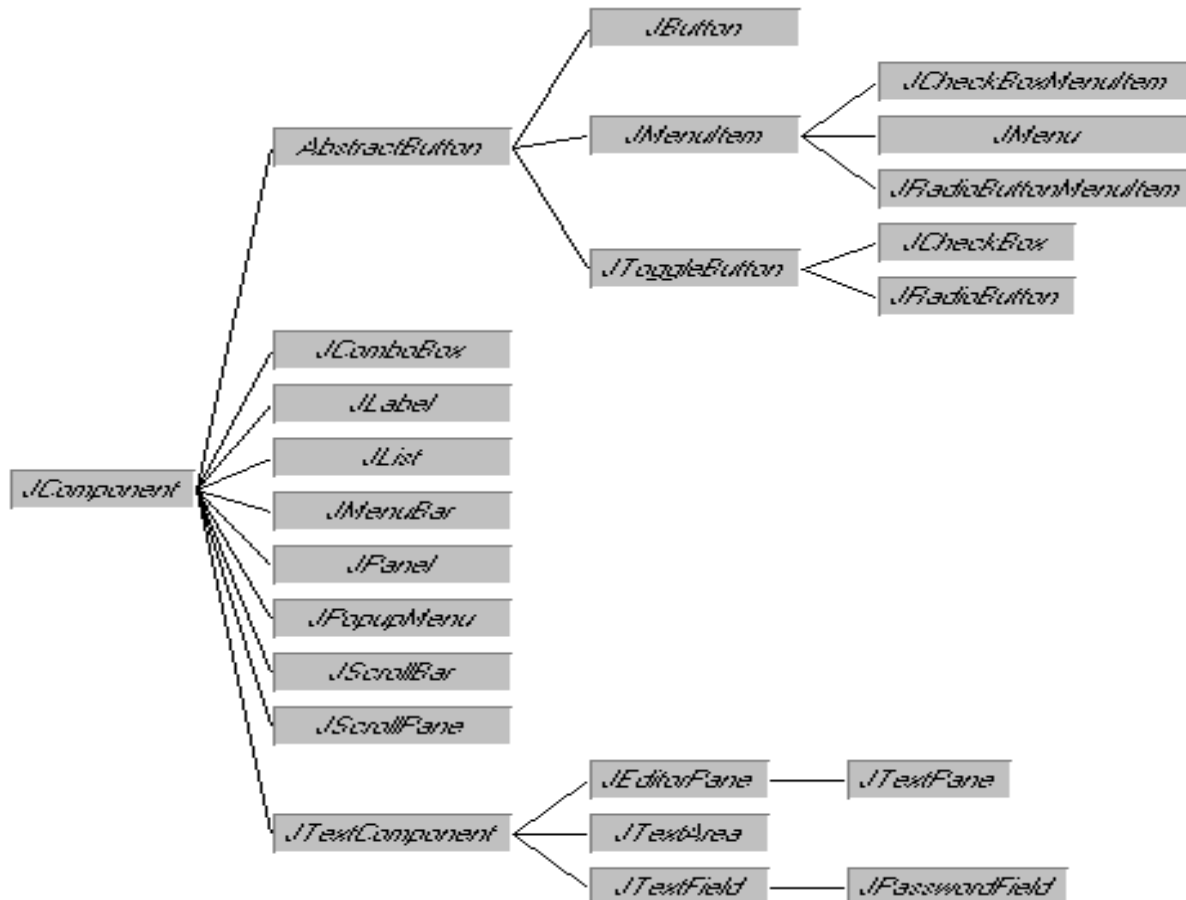 JButton
JCheckBoxMenuItem
AbstractButton
JMenuItem
JMenu
JRadioButtonMenuItem
JToggleButton
JCheckBox
JRadioButton
JComboBox
JLabel
JList
JComponent
JMenuBar
JPanel
JPopupMenu
JScrollBar
JScrollPane
JEditorPane
JTextPane
JTextComponent
JTextArea
JTextField
JPasswordField